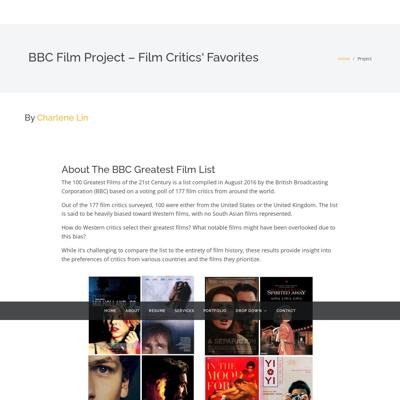 BBC Film Project – Film Critics' Favorites
Home / Project
By Charlene Lin
About The BBC Greatest Film List
The 100 Greatest Films of the 21st Century is a list compiled in August 2016 by the British Broadcasting
Corporation (BBC) based on a voting poll of 177 film critics from around the world.
Out of the 177 film critics surveyed, 100 were either from the United States or the United Kingdom. The list
is said to be heavily biased toward Western films, with no South Asian films represented.
How do Western critics select their greatest films? What notable films might have been overlooked due to
this bias?
While it's challenging to compare the list to the entirety of film history, these results provide insight into
the preferences of critics from various countries and the films they prioritize.
SPIRITED AWAY
HOME ABOUT RESUME SERVICES PORTFOLIO DROP DOWN CONTACT
A SEPARATION
IN THE
MOOD
FOR
YI
YI